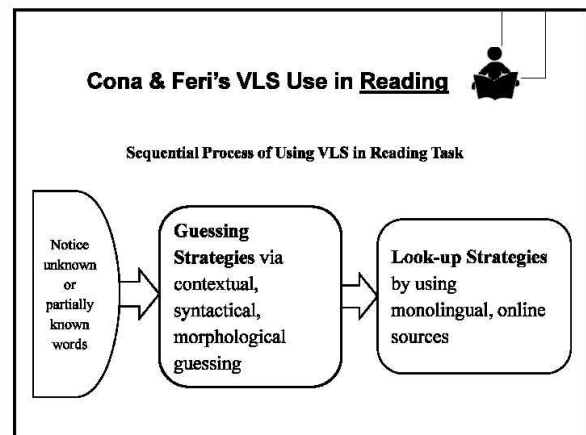 Cona & Feri's VLS Use in Reading
Sequential Process of Using VLS in Reading Task
Notice
unknown
or
partially
known
words
Guessing
Strategies via
contextual,
syntactical,
morphological
guessing
Look-up Strategies
by using
monolingual, online
sources